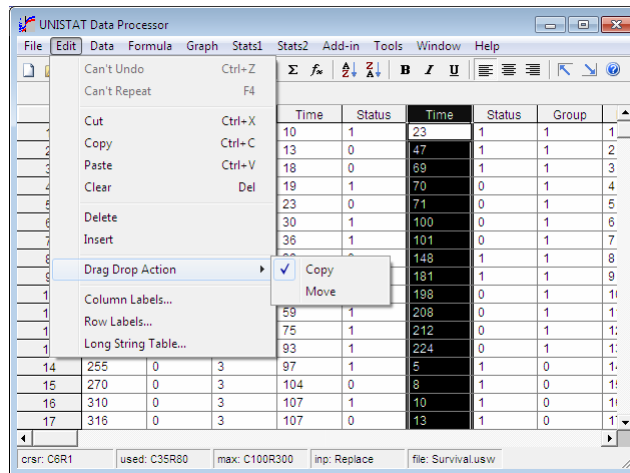 UNISTAT Data Processor
File Edit Data Formula Graph Stats1 Stats2 Add-in Tools Window Help
Can't Undo Ctrl+Z
Can't Repeat F4
Cut Ctrl+X
Copy Ctrl+C
Paste Ctrl+V
Clear Del
Delete
Insert
Drag Drop Action
Copy
Move
Column Labels...
Row Labels...
Long String Table...
Σ B I U
Time Status Time Status Group
10 1 23 1 1 1
13 0 47 1 1 2
18 0 69 1 1 3
19 1 70 0 1 4
23 0 71 0 1 5
30 1 100 0 1 6
36 1 101 0 1 7
148 1 1 8
181 1 1 9
198 0 1
59 1 208 0 1
75 1 212 0 1
93 1 224 0 1
14 255 0 3 97 1 5 1 0
15 270 0 3 104 0 8 1 0
16 310 0 3 107 1 10 1 0
17 316 0 3 107 0 13 1 0
crsr: C6R1 used: C35R80 max: C100R300 inp: Replace file: Survival.usw